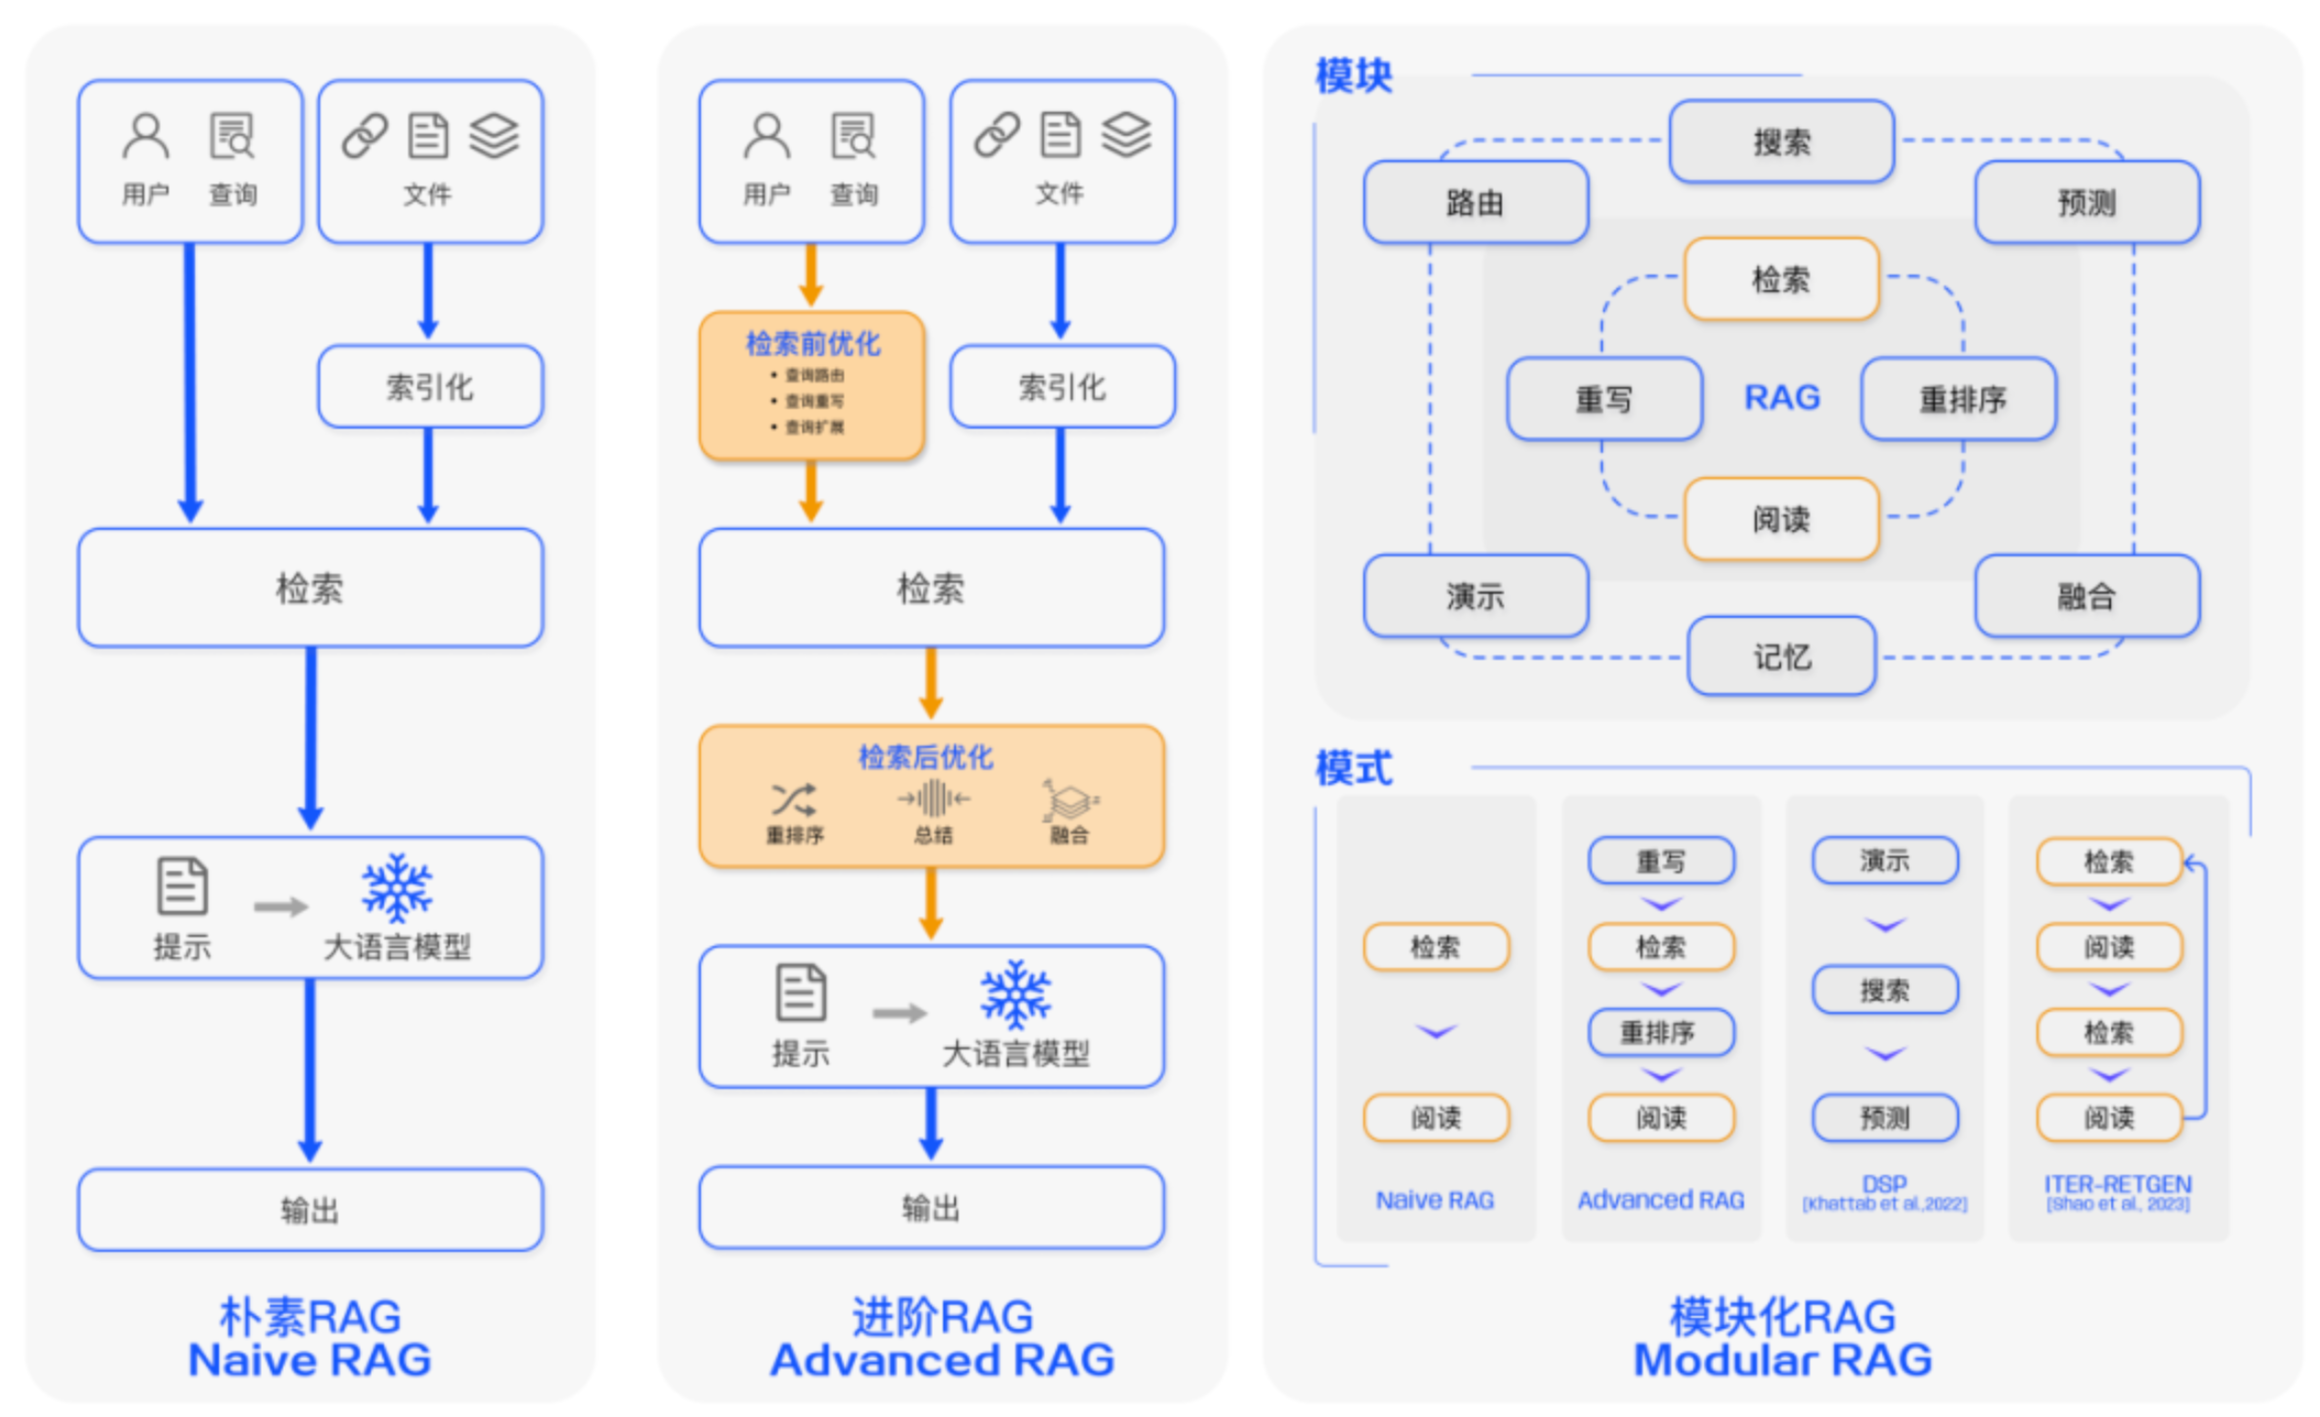 用户 查询
文件
索引化
检索
提示
大语言模型
输出
朴素RAG
Naive RAG
用户 查询
文件
检索前优化
• 查询路由
• 查询重写
• 查询扩展
索引化
检索
检索后优化
重排序 总结 融合
提示
大语言模型
输出
进阶RAG
Advanced RAG
模块
搜索
路由
预测
检索
重写
RAG
重排序
阅读
演示
融合
记忆
模式
检索
阅读
Naive RAG
重写
检索
重排序
阅读
Advanced RAG
演示
搜索
预测
DSP
[Khattab et al.,2022]
检索
阅读
检索
阅读
ITER-RETGEN
[Shao et al., 2023]
模块化RAG
Modular RAG